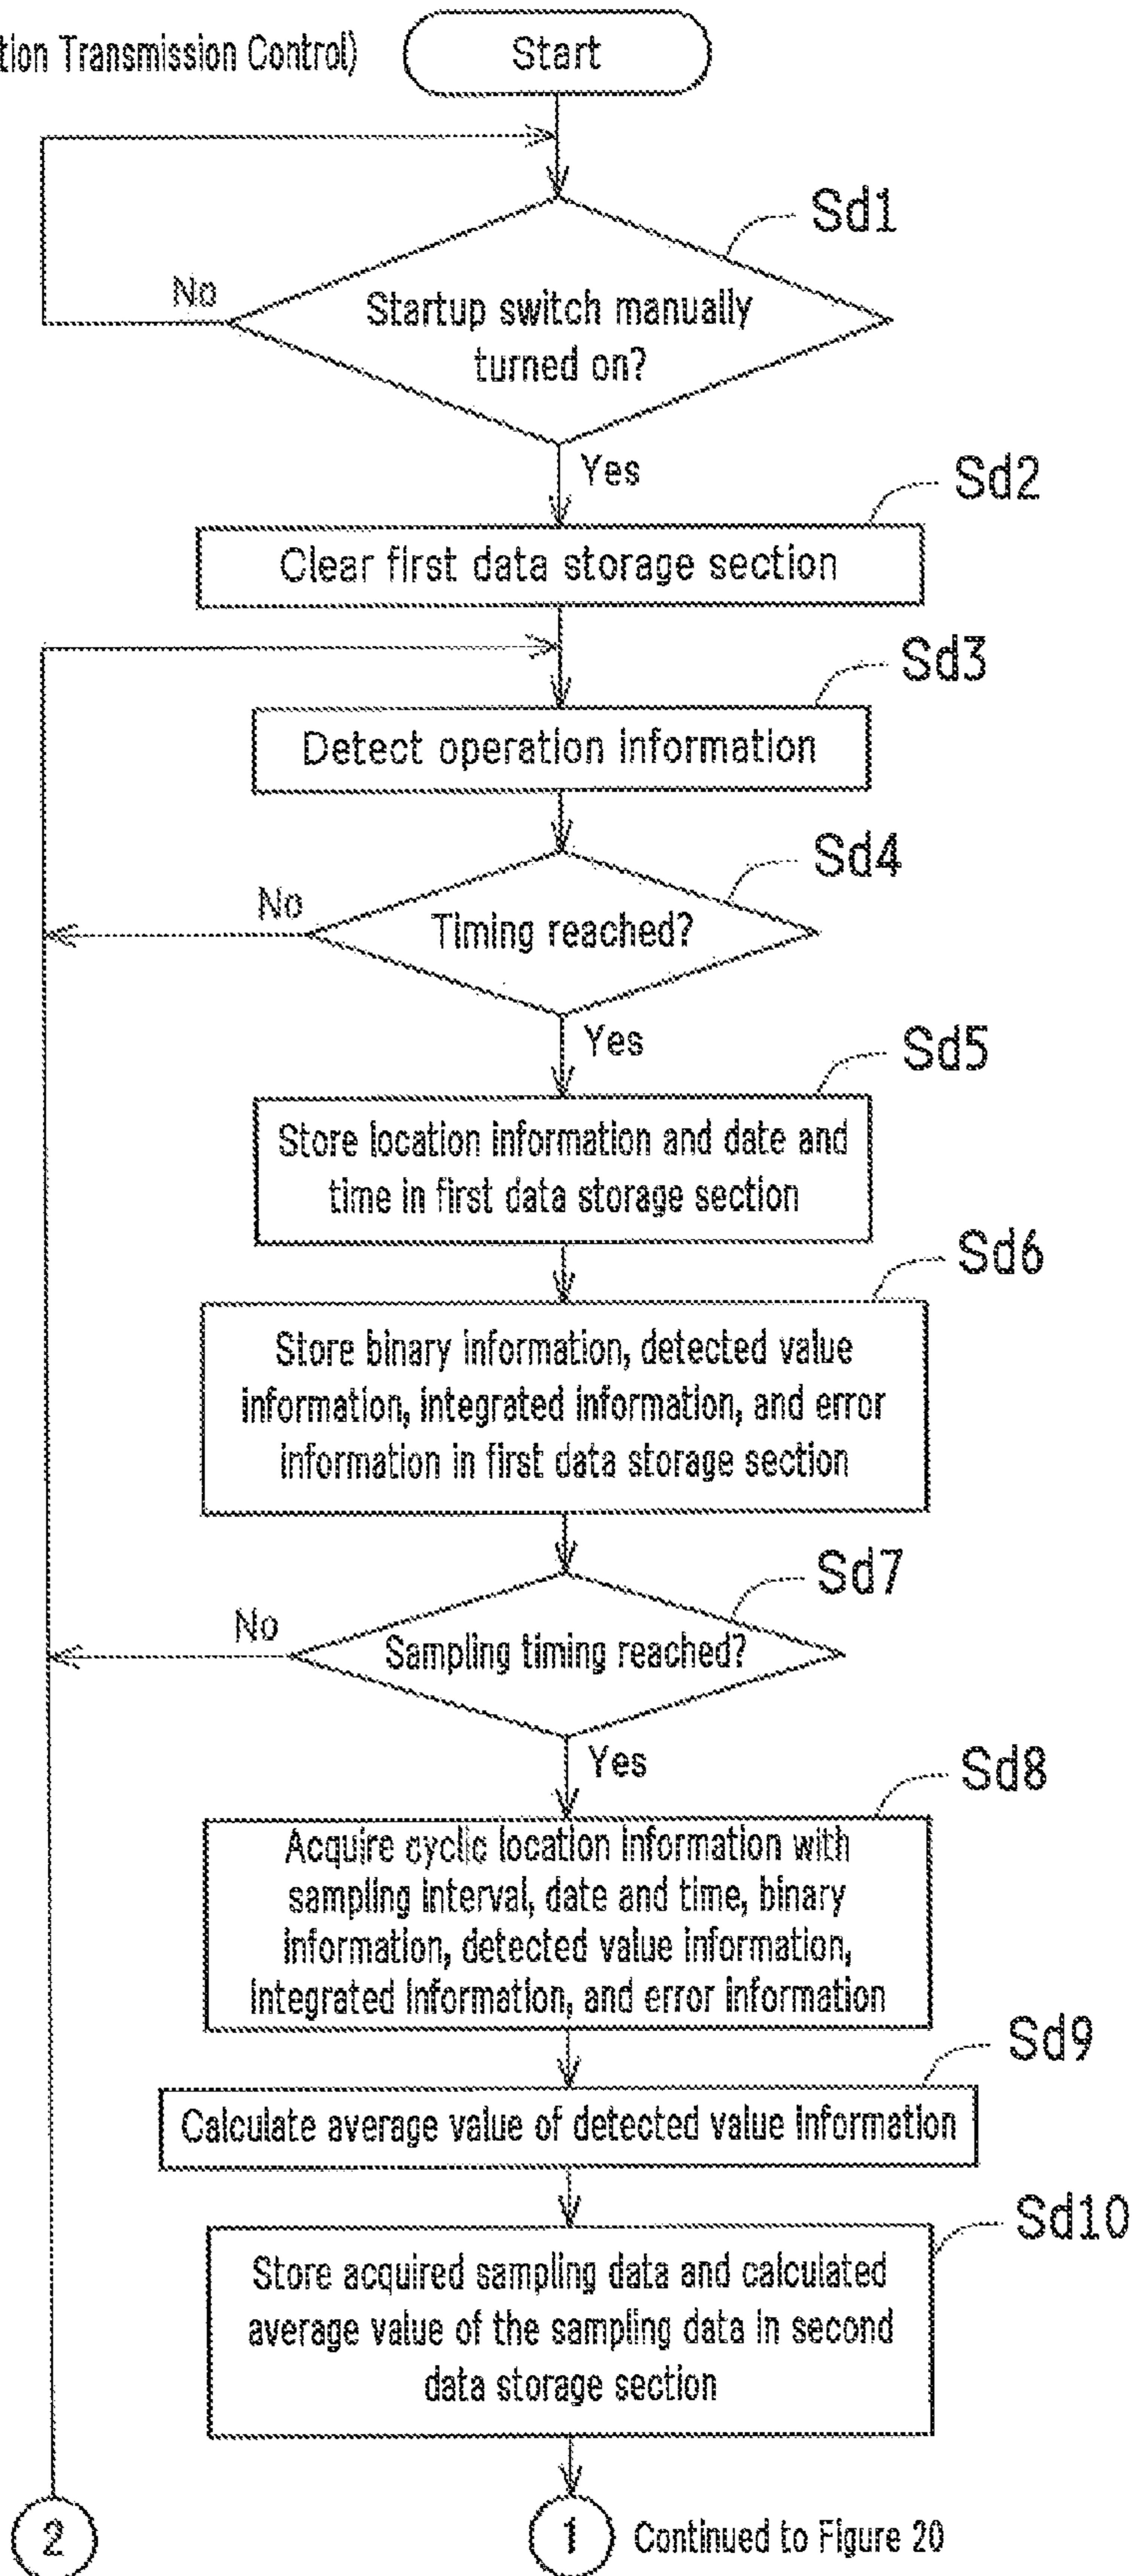 tion Transmission Control)
Start
Sd1
No
Startup switch manually
turned on?
Yes
Sd2
Clear first data storage section
Sd3
Detect operation information
Sd4
No
Timing reached?
Yes
Sd5
Store location information and date and
time in first data storage section
Sd6
Store binary information, detected value
information, integrated information, and error
information in first data storage section
Sd7
No
Sampling timing reached?
Yes
Sd8
Acquire cyclic location information with
sampling interval, date and time, binary
information, detected value information,
integrated information, and error information
Sd9
Calculate average value of detected value information
Sd10
Store acquired sampling data and calculated
average value of the sampling data in second
data storage section
2
1 Continued to Figure 20